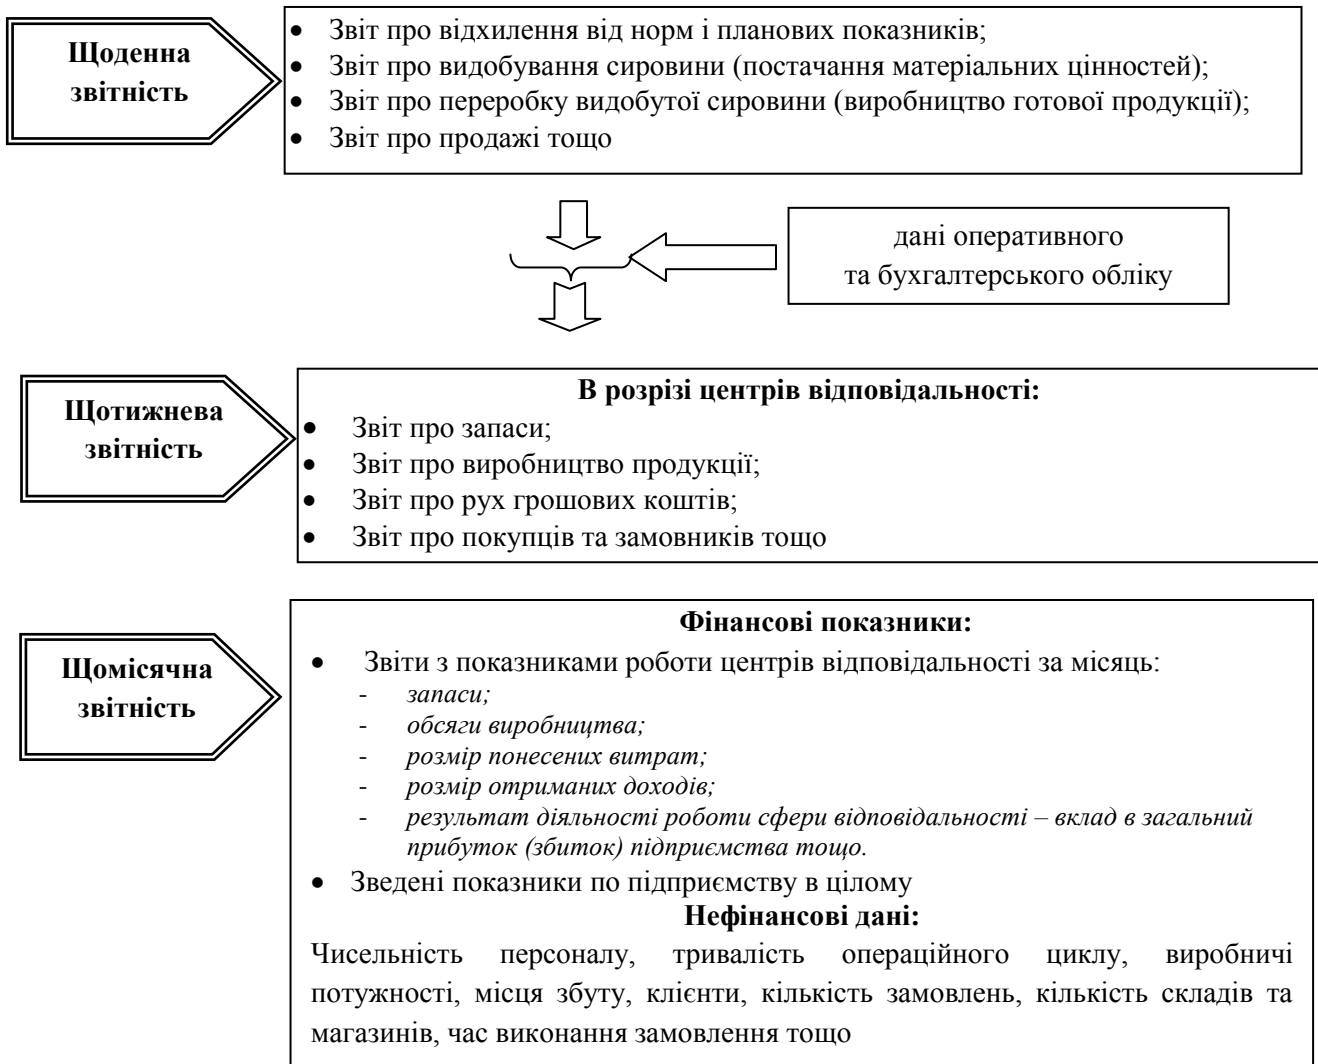 Щоденна
звітність
• Звіт про відхилення від норм і планових показників;
• Звіт про видобування сировини (постачання матеріальних цінностей);
• Звіт про переробку видобутої сировини (виробництво готової продукції);
• Звіт про продажі тощо
дані оперативного
та бухгалтерського обліку
Щотижнева
звітність
В розрізі центрів відповідальності:
• Звіт про запаси;
• Звіт про виробництво продукції;
• Звіт про рух грошових коштів;
• Звіт про покупців та замовників тощо
Щомісячна
звітність
Фінансові показники:
• Звіти з показниками роботи центрів відповідальності за місяць:
- запаси;
- обсяги виробництва;
- розмір понесених витрат;
- розмір отриманих доходів;
- результат діяльності роботи сфери відповідальності – вклад в загальний
прибуток (збиток) підприємства тощо.
• Зведені показники по підприємству в цілому
Нефінансові дані:
Чисельність персоналу, тривалість операційного циклу, виробничі
потужності, місця збуту, клієнти, кількість замовлень, кількість складів та
магазинів, час виконання замовлення тощо